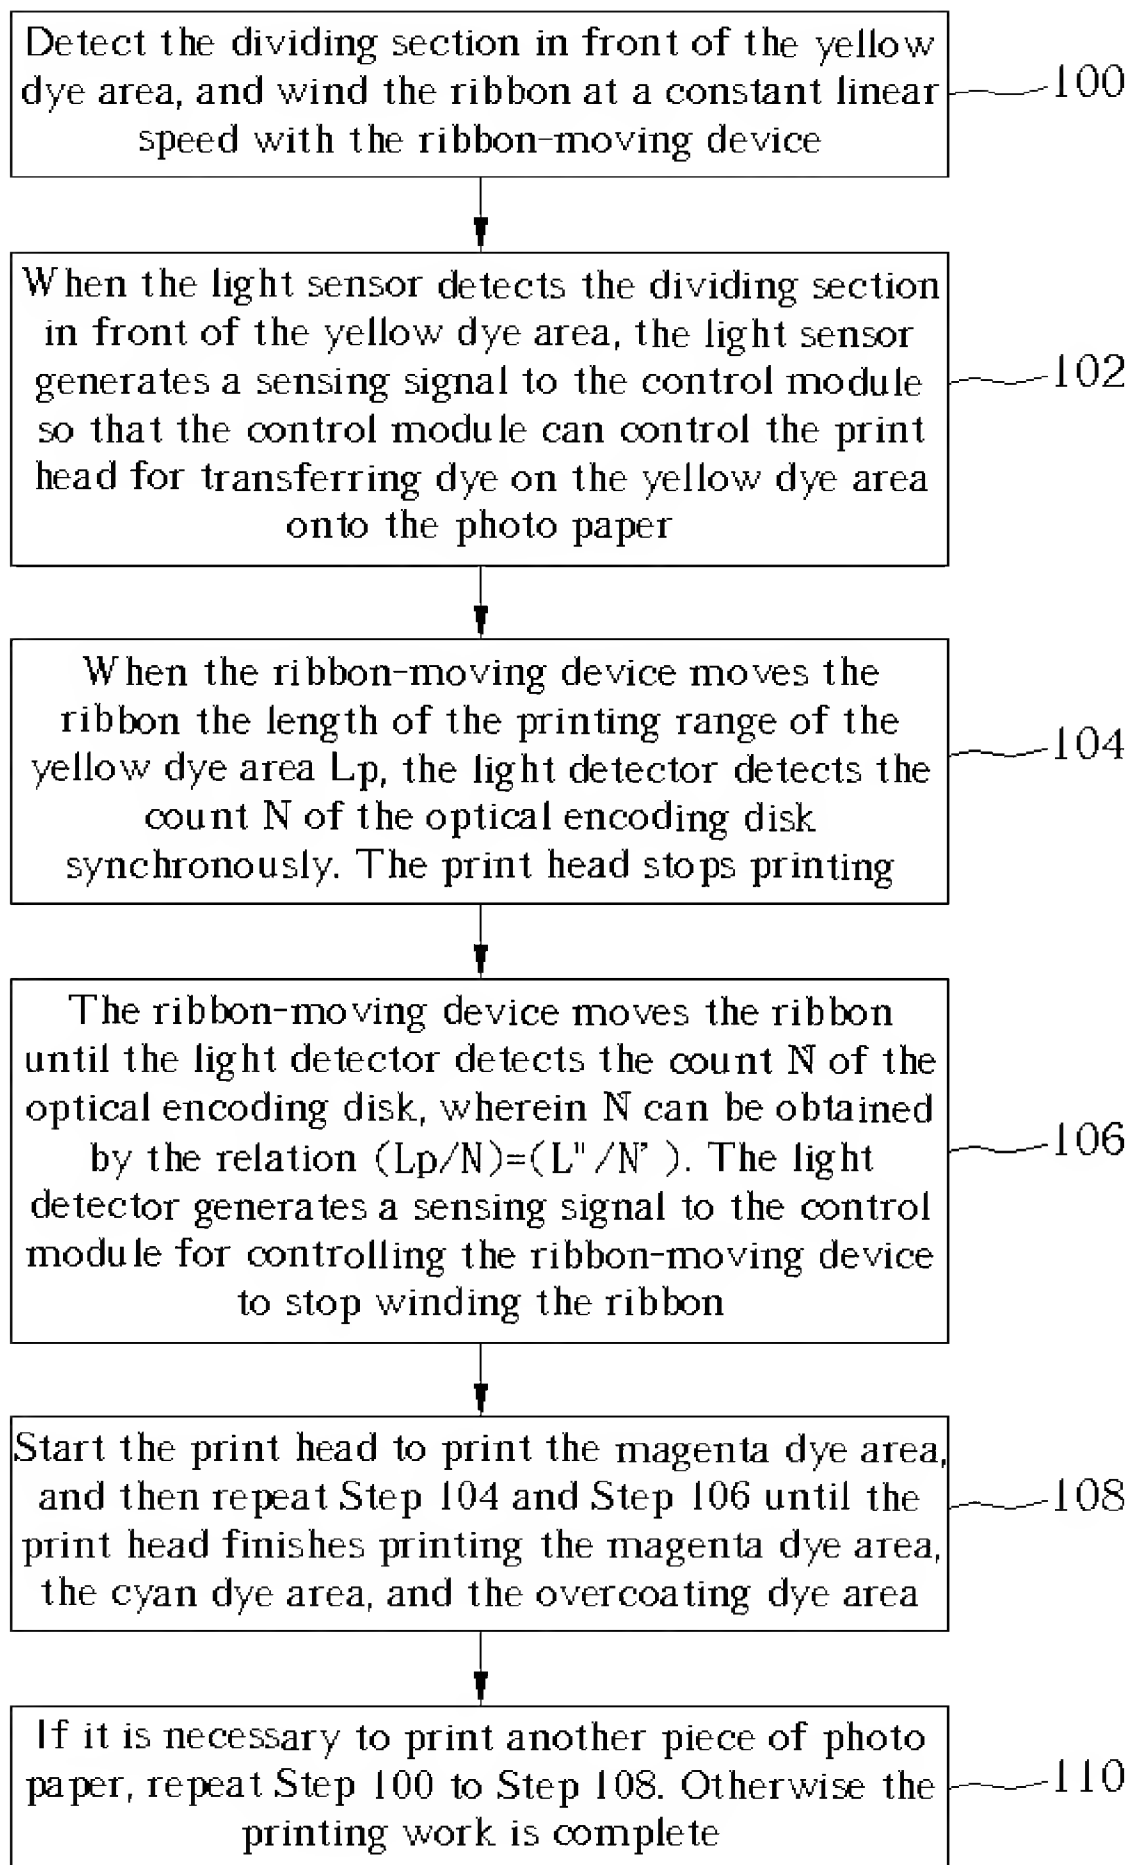 Detect the dividing section in front of the yellow
dye area, and wind the ribbon at a constant linear
speed with the ribbon-moving device
100
When the light sensor detects the dividing section
in front of the yellow dye area, the light sensor
generates a sensing signal to the control module
so that the control module can control the print
head for transferring dye on the yellow dye area
onto the photo paper
102
When the ribbon-moving device moves the
ribbon the length of the printing range of the
yellow dye area Lp, the light detector detects the
count N of the optical encoding disk
synchronously. The print head stops printing
104
The ribbon-moving device moves the ribbon
until the light detector detects the count N of the
optical encoding disk, wherein N can be obtained
by the relation (Lp/N)=(L"/N'). The light
detector generates a sensing signal to the control
module for controlling the ribbon-moving device
to stop winding the ribbon
106
Start the print head to print the magenta dye area,
and then repeat Step 104 and Step 106 until the
print head finishes printing the magenta dye area,
the cyan dye area, and the overcoating dye area
108
If it is necessary to print another piece of photo
paper, repeat Step 100 to Step 108. Otherwise the
printing work is complete
110